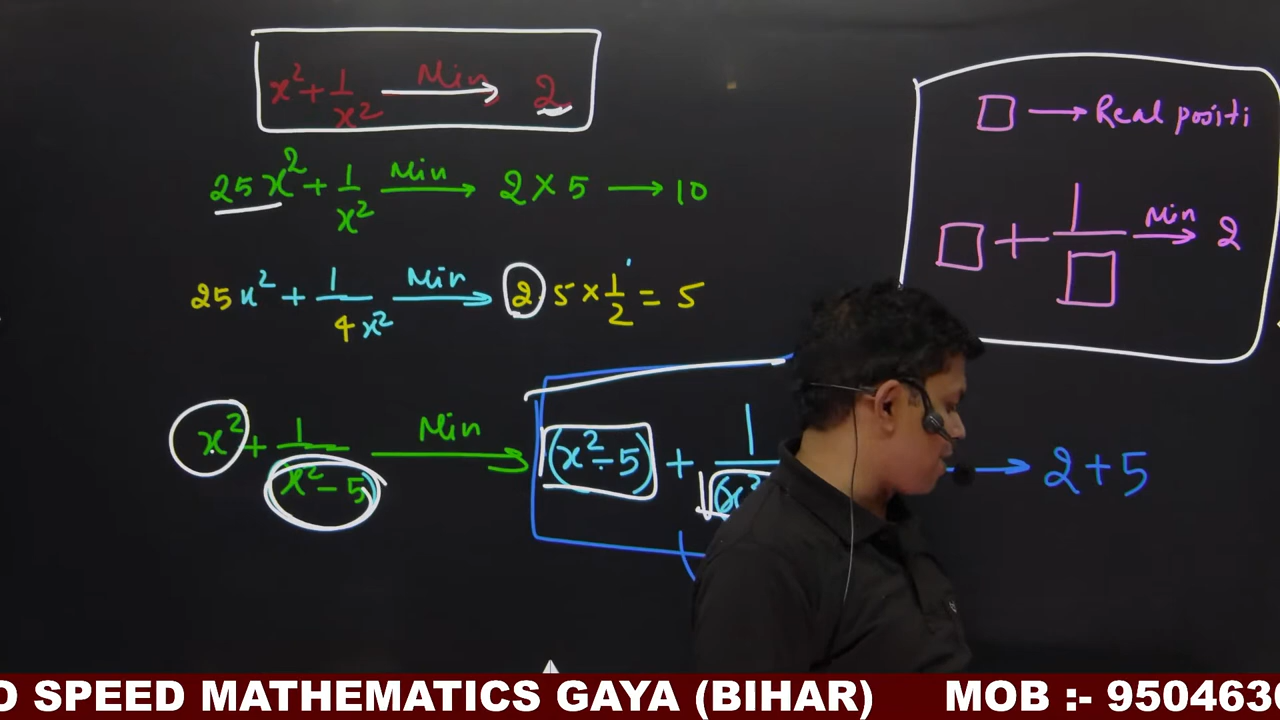 x² + 1/x² Min → 2
25x² + 1/x² Min → 2 × 5 → 10
25x² + 1/4x² Min → 2 5 × 1/2 = 5
x² + 1/x² - 5 Min → (x² - 5) + 1/(x² → 2 + 5
□ → Real positi
□ + 1/□ Min → 2
D SPEED MATHEMATICS GAYA (BIHAR) MOB :- 9504636